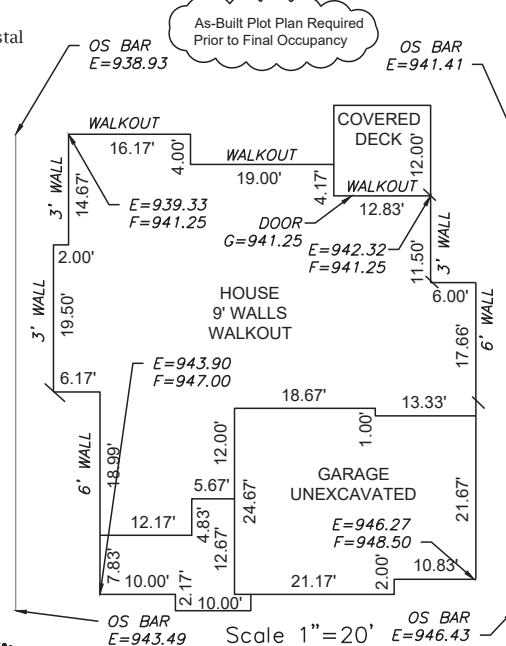 As-Built Plot Plan Required
Prior to Final Occupancy
stal
OS BAR
E=938.93
OS BAR
E=941.41
WALKOUT
16.17'
4.00'
WALKOUT
19.00'
4.17'
COVERED
DECK
12.00'
WALKOUT
12.83'
3' WALL
14.67'
E=939.33
F=941.25
DOOR
G=941.25
E=942.32
F=941.25
11.50'
3' WALL
2.00'
6.00'
3' WALL
19.50'
HOUSE
9' WALLS
WALKOUT
17.66'
6' WALL
E=943.90
F=947.00
6.17'
18.67'
13.33'
1.00'
12.00'
6' WALL
18.99'
GARAGE
UNEXCAVATED
5.67'
24.67'
21.67'
4.83'
12.17'
E=946.27
F=948.50
12.67'
7.83'
10.00'
2.17'
10.00'
21.17'
2.00'
10.83'
OS BAR
E=943.49
Scale 1"=20'
OS BAR
E=946.43